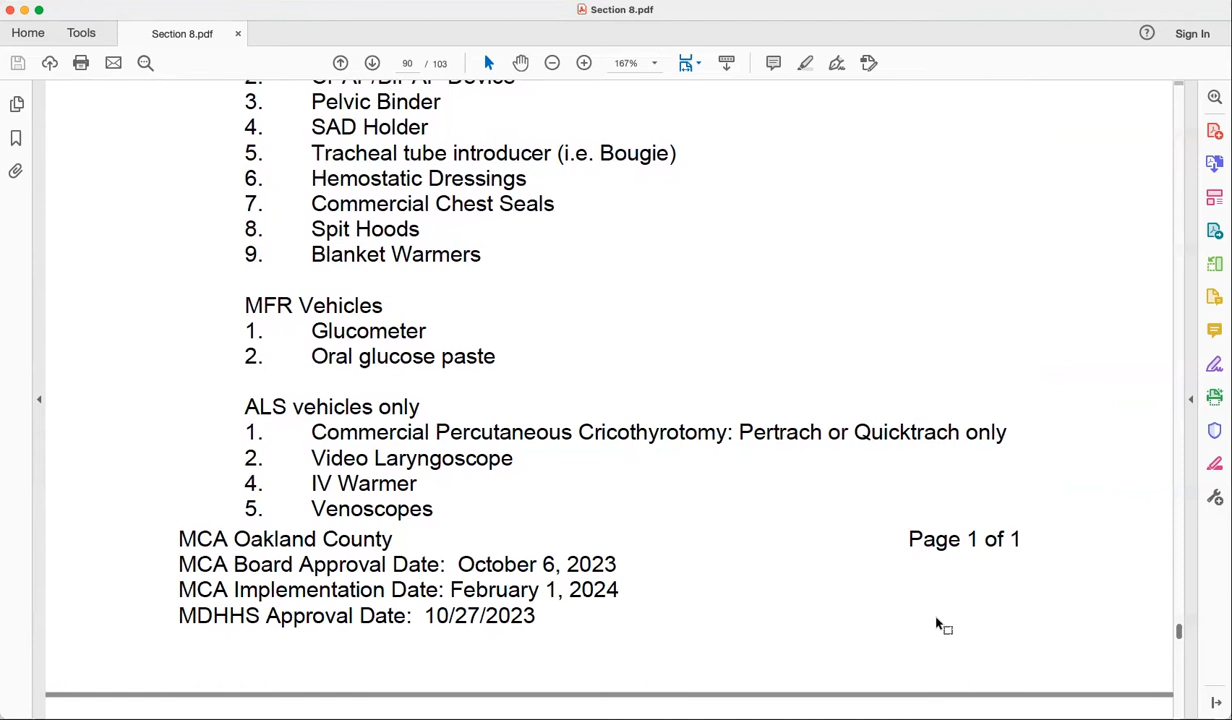 Section 8.pdf
Home Tools Section 8.pdf × Sign In
90 / 103 167%
2. CPAP/BiPAP Device
3. Pelvic Binder
4. SAD Holder
5. Tracheal tube introducer (i.e. Bougie)
6. Hemostatic Dressings
7. Commercial Chest Seals
8. Spit Hoods
9. Blanket Warmers
MFR Vehicles
1. Glucometer
2. Oral glucose paste
ALS vehicles only
1. Commercial Percutaneous Cricothyrotomy: Pertrach or Quicktrach only
2. Video Laryngoscope
4. IV Warmer
5. Venoscopes
MCA Oakland County Page 1 of 1
MCA Board Approval Date: October 6, 2023
MCA Implementation Date: February 1, 2024
MDHHS Approval Date: 10/27/2023